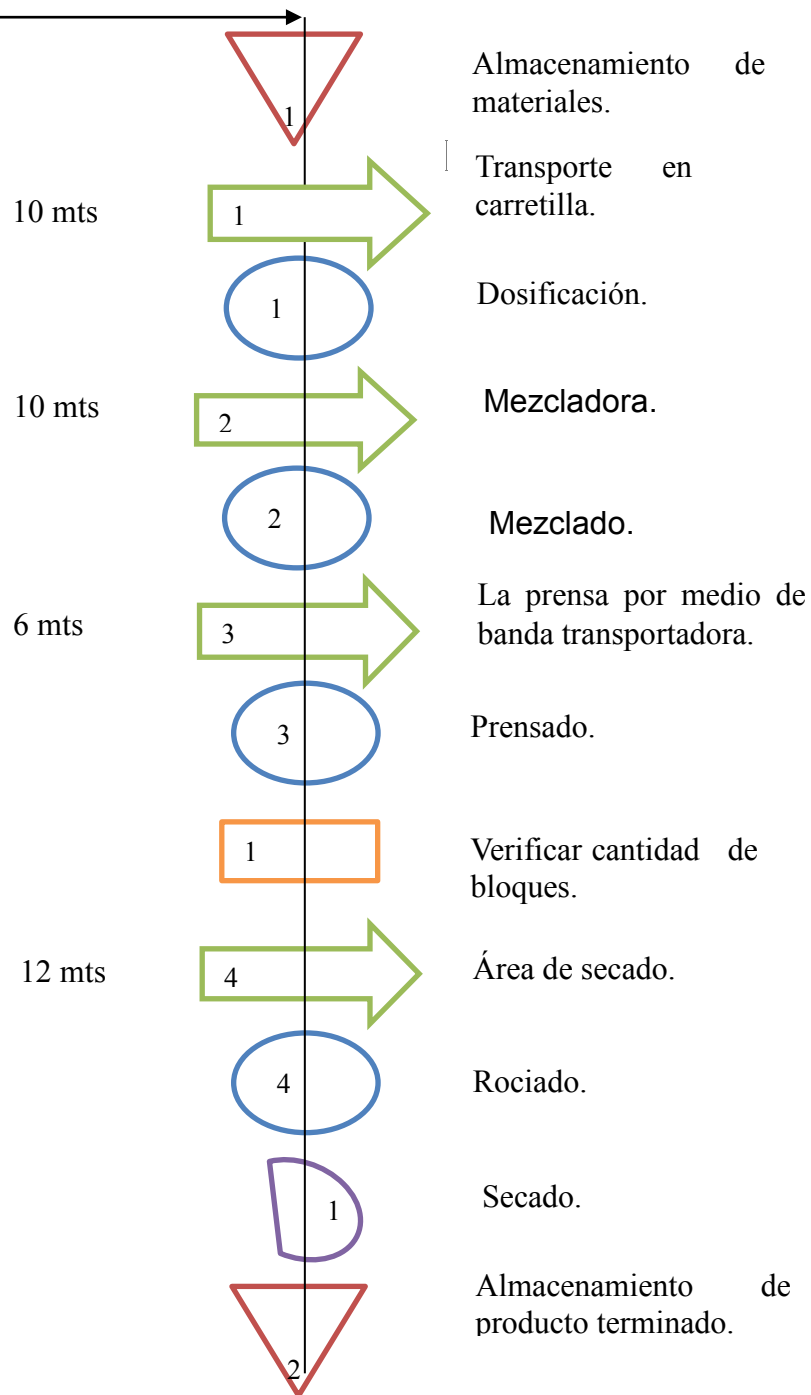 1
Almacenamiento de
materiales.
10 mts
1
Transporte en
carretilla.
1
Dosificación.
10 mts
2
Mezcladora.
2
Mezclado.
6 mts
3
La prensa por medio de
banda transportadora.
3
Prensado.
1
Verificar cantidad de
bloques.
12 mts
4
Área de secado.
4
Rociado.
1
Secado.
2
Almacenamiento de
producto terminado.